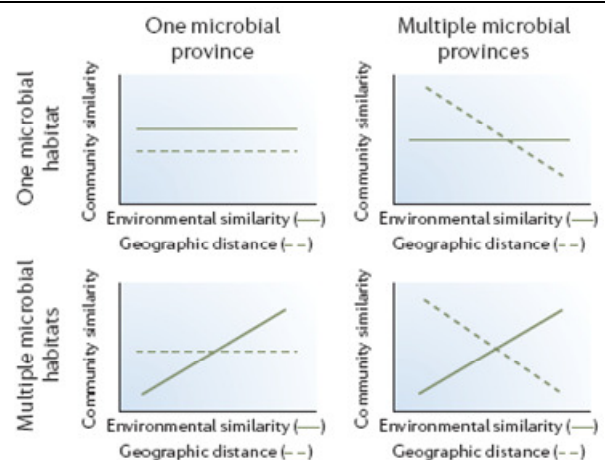 One microbial
province
Multiple microbial
provinces
One microbial
habitat
Community similarity
Environmental similarity (—)
Geographic distance (– –)
Community similarity
Environmental similarity (—)
Geographic distance (– –)
Multiple microbial
habitats
Community similarity
Environmental similarity (—)
Geographic distance (– –)
Community similarity
Environmental similarity (—)
Geographic distance (– –)